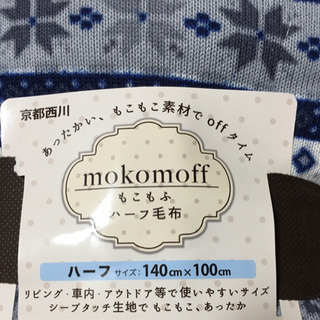 京都西川
あったかい、もこもこ素材でoffタイム
mokomoff
もこもふ
ハーフ毛布
ハーフ サイズ:140cm×100cm
リビング・車内・アウトドア等で使いやすいサイズ
シープタッチ生地でもこもこ、あったか